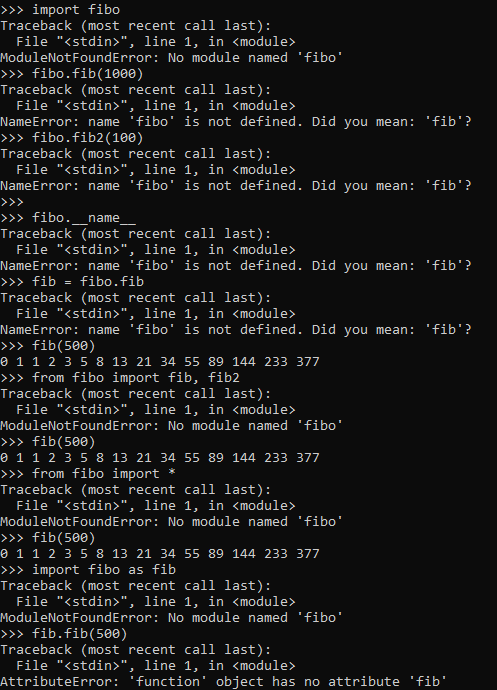 >>> import fibo
Traceback (most recent call last):
  File "<stdin>", line 1, in <module>
ModuleNotFoundError: No module named 'fibo'
>>> fibo.fib(1000)
Traceback (most recent call last):
  File "<stdin>", line 1, in <module>
NameError: name 'fibo' is not defined. Did you mean: 'fib'?
>>> fibo.fib2(100)
Traceback (most recent call last):
  File "<stdin>", line 1, in <module>
NameError: name 'fibo' is not defined. Did you mean: 'fib'?
>>>
>>> fibo.__name__
Traceback (most recent call last):
  File "<stdin>", line 1, in <module>
NameError: name 'fibo' is not defined. Did you mean: 'fib'?
>>> fib = fibo.fib
Traceback (most recent call last):
  File "<stdin>", line 1, in <module>
NameError: name 'fibo' is not defined. Did you mean: 'fib'?
>>> fib(500)
0 1 1 2 3 5 8 13 21 34 55 89 144 233 377
>>> from fibo import fib, fib2
Traceback (most recent call last):
  File "<stdin>", line 1, in <module>
ModuleNotFoundError: No module named 'fibo'
>>> fib(500)
0 1 1 2 3 5 8 13 21 34 55 89 144 233 377
>>> from fibo import *
Traceback (most recent call last):
  File "<stdin>", line 1, in <module>
ModuleNotFoundError: No module named 'fibo'
>>> fib(500)
0 1 1 2 3 5 8 13 21 34 55 89 144 233 377
>>> import fibo as fib
Traceback (most recent call last):
  File "<stdin>", line 1, in <module>
ModuleNotFoundError: No module named 'fibo'
>>> fib.fib(500)
Traceback (most recent call last):
  File "<stdin>", line 1, in <module>
AttributeError: 'function' object has no attribute 'fib'